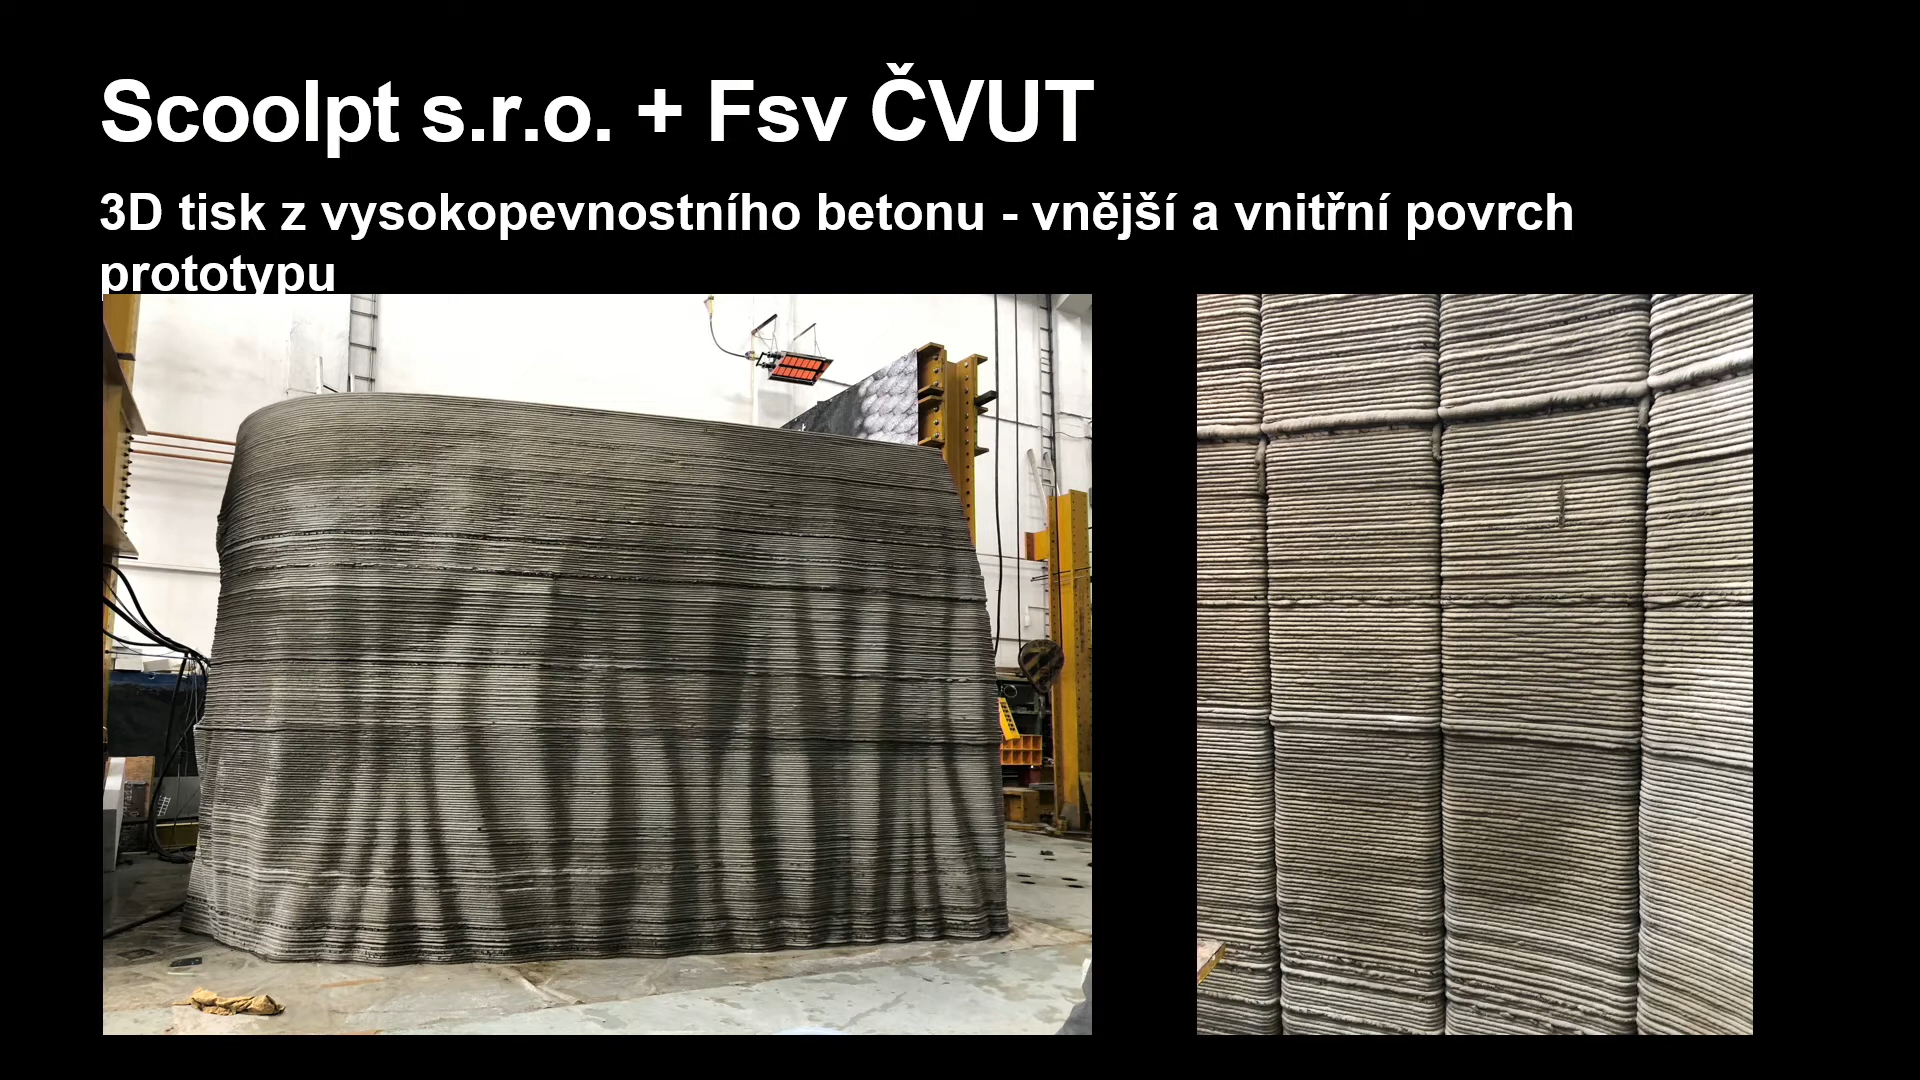 Scoolpt s.r.o. + Fsv ČVUT
3D tisk z vysokopevnostního betonu - vnější a vnitřní povrch
prototypu